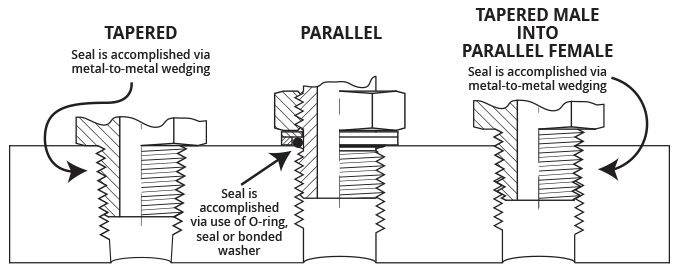 TAPERED
Seal is accomplished via
metal-to-metal wedging
PARALLEL
Seal is
accomplished
via use of O-ring,
seal or bonded
washer
TAPERED MALE
INTO
PARALLEL FEMALE
Seal is accomplished via
metal-to-metal wedging